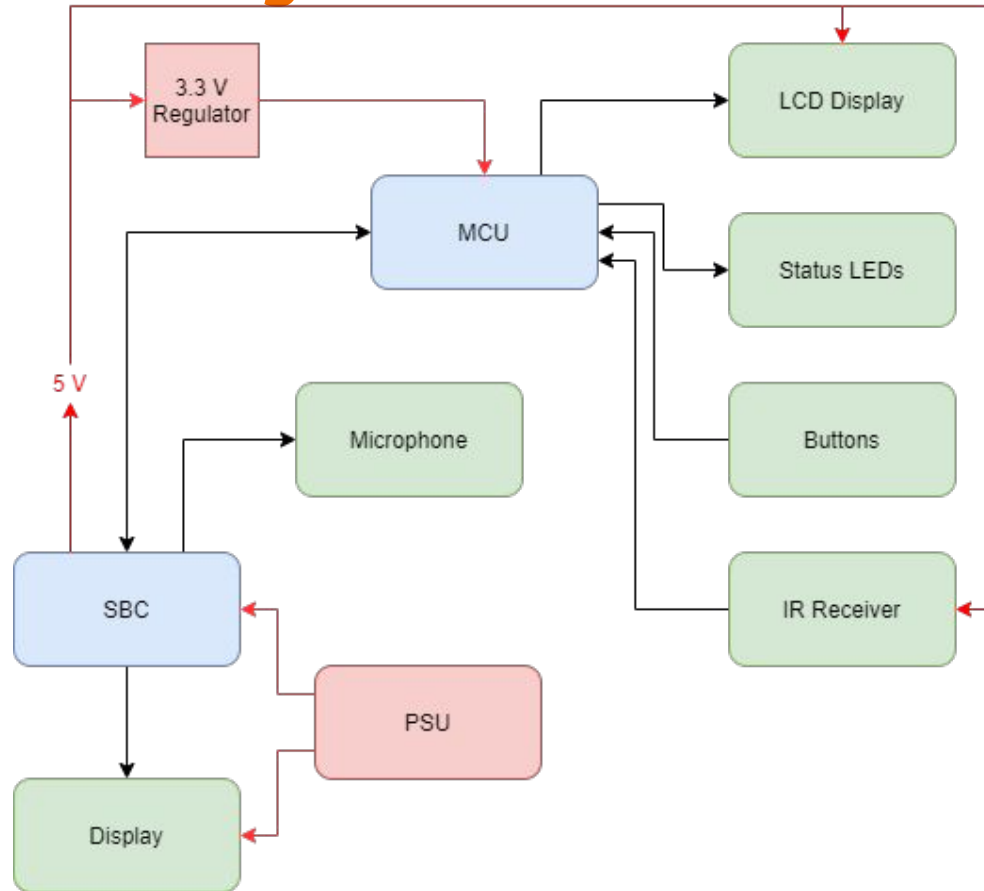 3.3 V
Regulator
LCD Display
MCU
Status LEDs
5 V
Microphone
Buttons
SBC
IR Receiver
PSU
Display